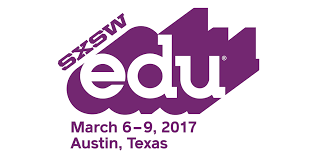 SXSW
edu®
March 6–9, 2017
Austin, Texas